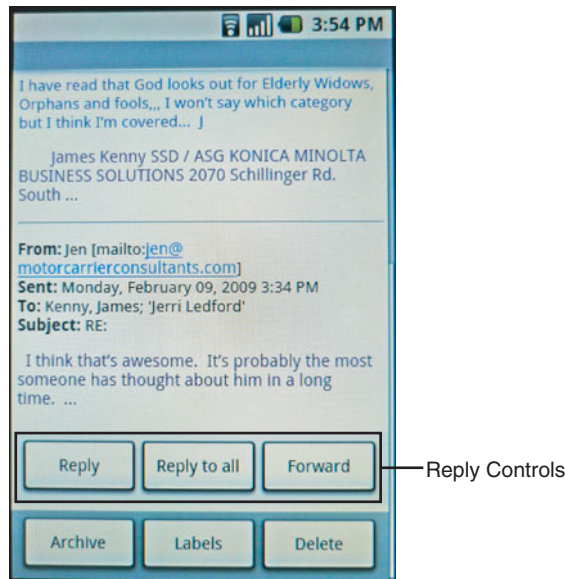 3:54 PM
I have read that God looks out for Elderly Widows,
Orphans and fools,,, I won't say which category
but I think I'm covered... J
James Kenny SSD / ASG KONICA MINOLTA
BUSINESS SOLUTIONS 2070 Schillinger Rd.
South ...
From: Jen [mailto:Jen@
motorcarrierconsultants.com]
Sent: Monday, February 09, 2009 3:34 PM
To: Kenny, James; 'Jerri Ledford'
Subject: RE:
I think that's awesome. It's probably the most
someone has thought about him in a long
time. ...
Reply Reply to all Forward
Reply Controls
Archive Labels Delete